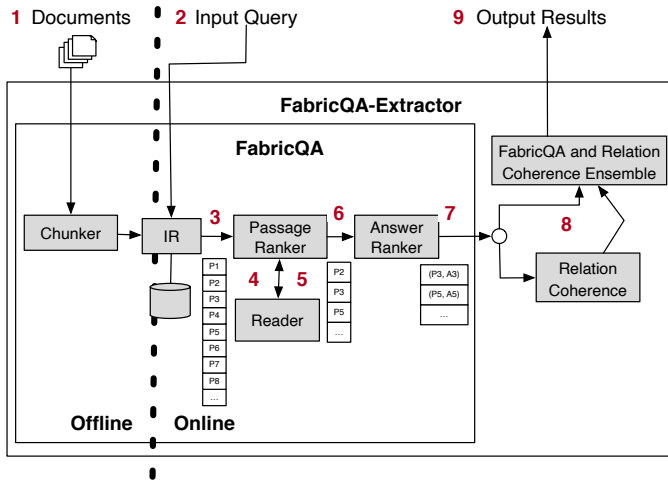 1 Documents
2 Input Query
9 Output Results
FabricQA-Extractor
FabricQA
FabricQA and Relation
Coherence Ensemble
Chunker
IR
3
Passage
Ranker
6
Answer
Ranker
7
8
Relation
Coherence
4
5
Reader
P1
P2
P3
P4
P5
P6
P7
P8
...
P2
P3
P5
...
(P3, A3)
(P5, A5)
...
Offline
Online